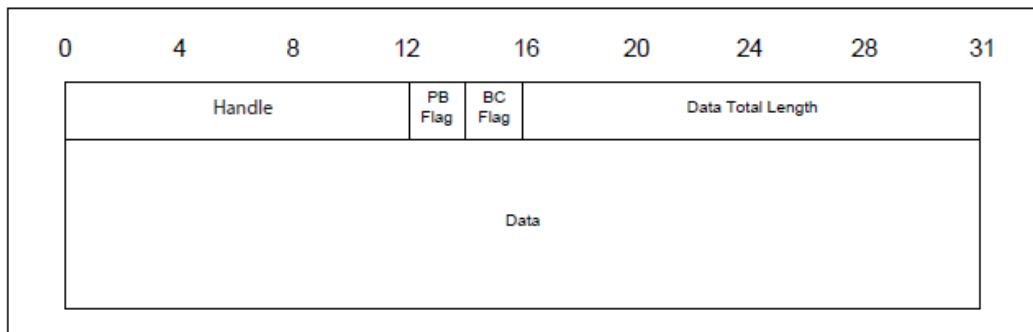 0 4 8 12 16 20 24 28 31
Handle PB Flag BC Flag Data Total Length
Data